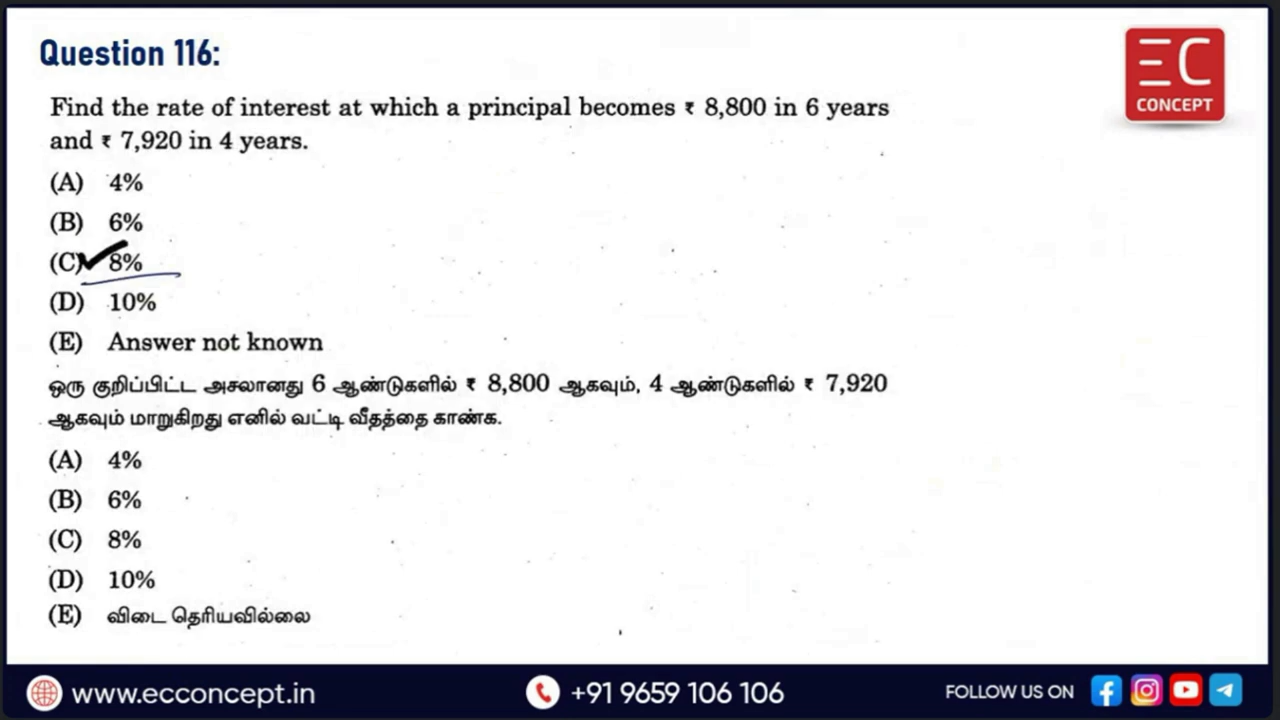 Question 116:
EC
CONCEPT
Find the rate of interest at which a principal becomes ₹ 8,800 in 6 years
and ₹ 7,920 in 4 years.
(A) 4%
(B) 6%
(C) 8%
(D) 10%
(E) Answer not known
ஒரு குறிப்பிட்ட அசலானது 6 ஆண்டுகளில் ₹ 8,800 ஆகவும், 4 ஆண்டுகளில் ₹ 7,920
ஆகவும் மாறுகிறது எனில் வட்டி வீதத்தை காண்க.
(A) 4%
(B) 6%
(C) 8%
(D) 10%
(E) விடை தெரியவில்லை
www.ecconcept.in
+91 9659 106 106
FOLLOW US ON